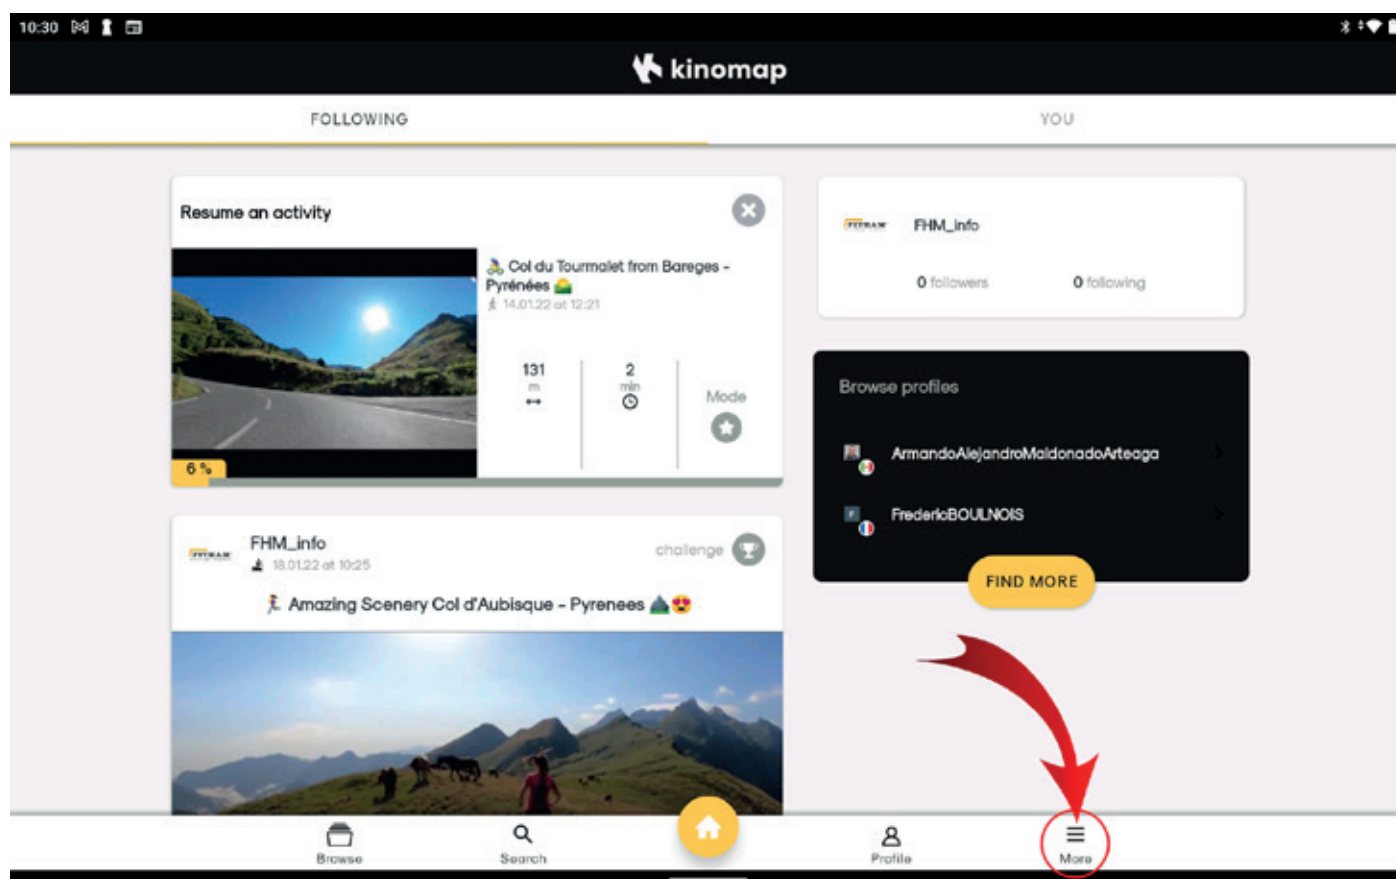 10:30
kinomap
FOLLOWING
YOU
Resume an activity
Col du Tourmalet from Bareges -
Pyrénées
14.01.22 at 12:21
131
m
2
min
Mode
6 %
FHM_info
18.01.22 at 10:25
challenge
Amazing Scenery Col d'Aubisque - Pyrenees
FITHAM
FHM_info
0 followers
0 following
Browse profiles
ArmandoAlejandroMaldonadoArteaga
F
FredericBOULNOIS
FIND MORE
Browse
Search
Profile
More